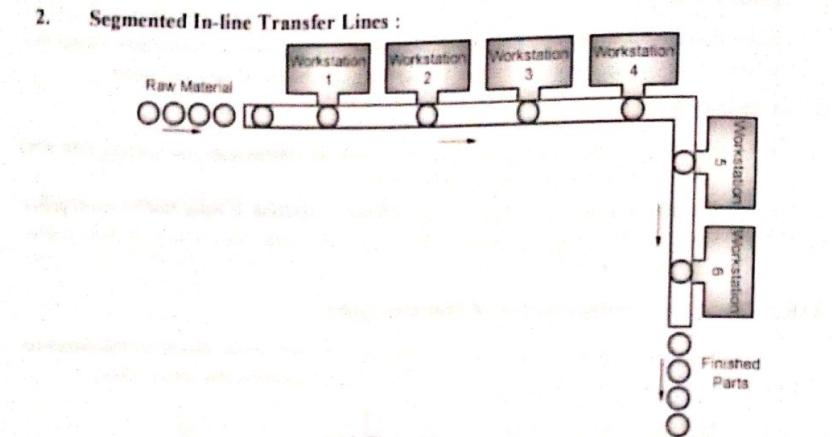 2. Segmented In-line Transfer Lines :
Raw Material
Workstation
1
Workstation
2
Workstation
3
Workstation
4
Workstation
5
Workstation
6
Finished
Parts